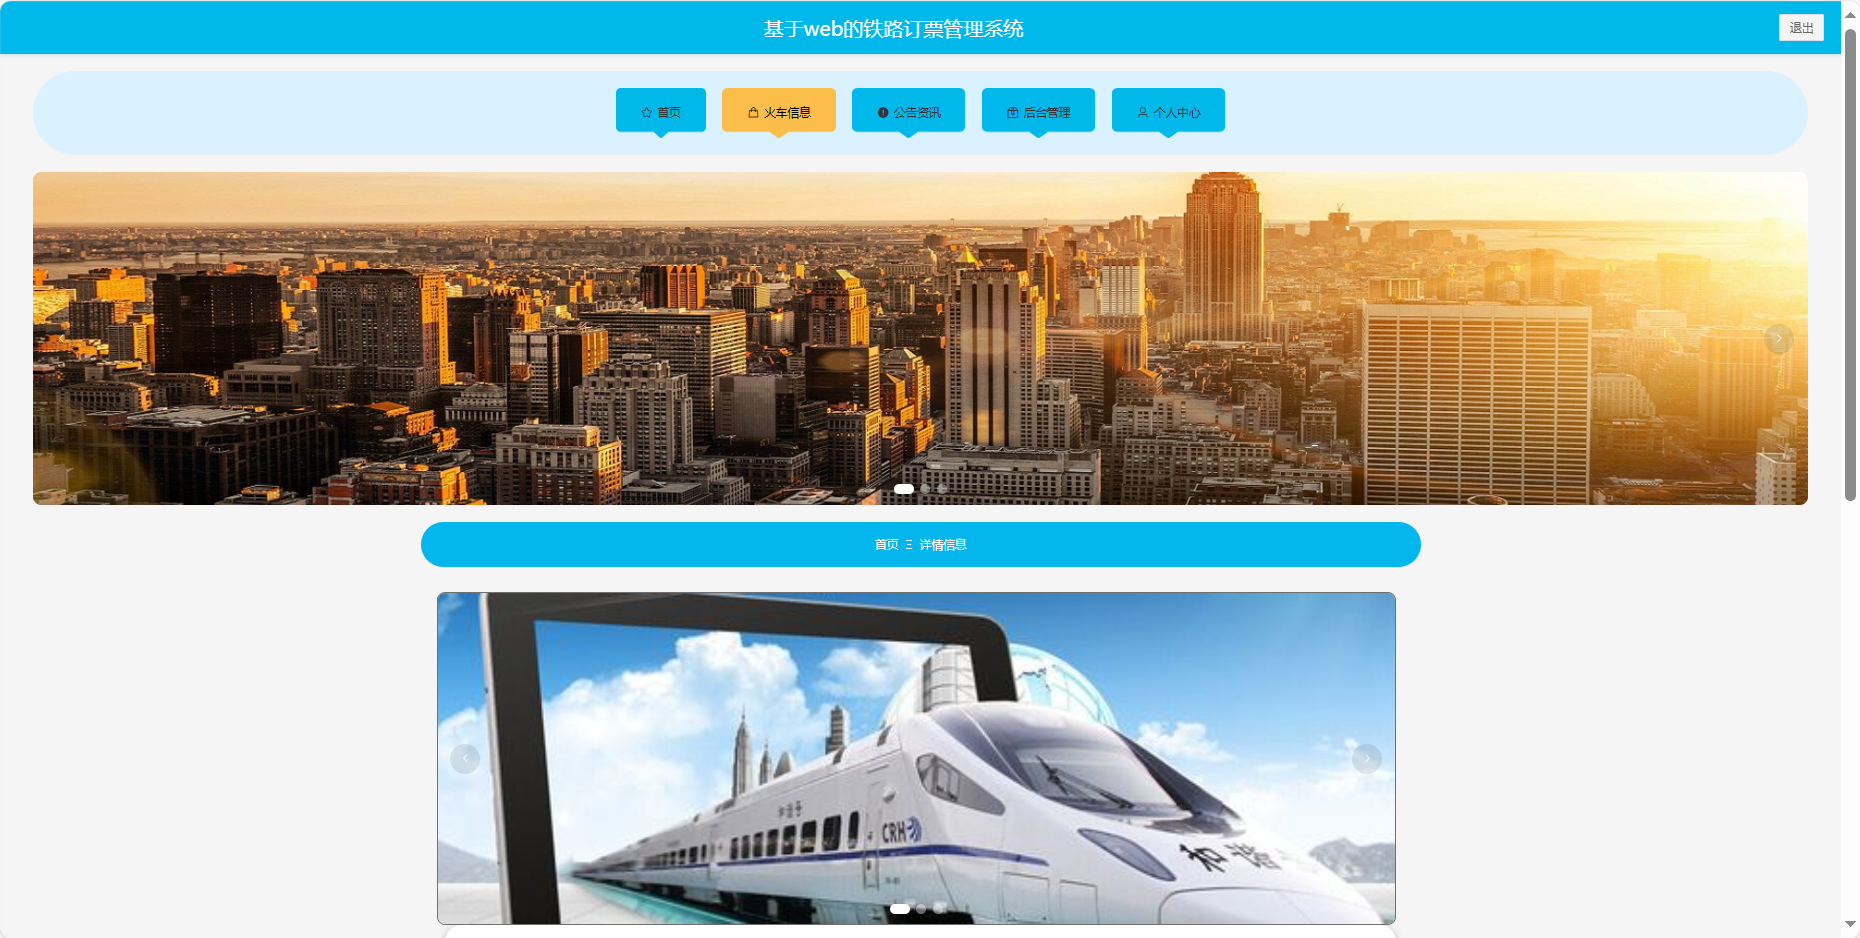 基于web的铁路订票管理系统
退出
首页
火车信息
公告资讯
后台管理
个人中心
首页 Ξ 详情信息
和谐号
CRH
和谐